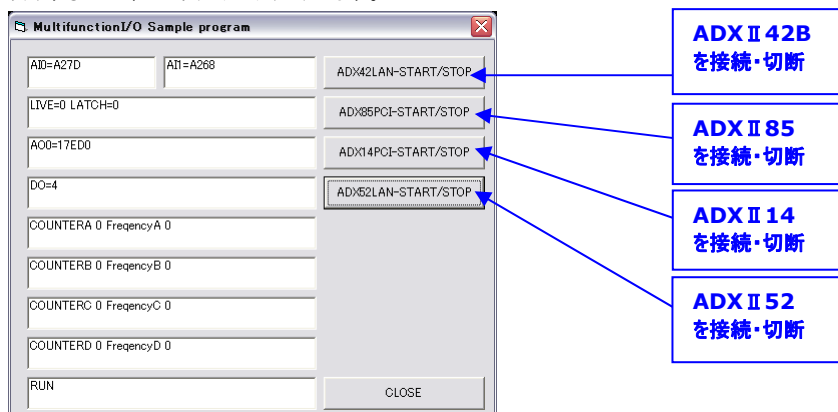 MultifunctionI/O Sample program
AI0=A27D
AI1=A268
ADX42LAN-START/STOP
LIVE=0 LATCH=0
ADX85PCI-START/STOP
AO0=17ED0
ADX14PCI-START/STOP
DO=4
ADX52LAN-START/STOP
COUNTERA 0 FreqencyA 0
COUNTERB 0 FreqencyB 0
COUNTERC 0 FreqencyC 0
COUNTERD 0 FreqencyD 0
RUN
CLOSE
ADXⅡ42B
を接続・切断
ADXⅡ85
を接続・切断
ADXⅡ14
を接続・切断
ADXⅡ52
を接続・切断